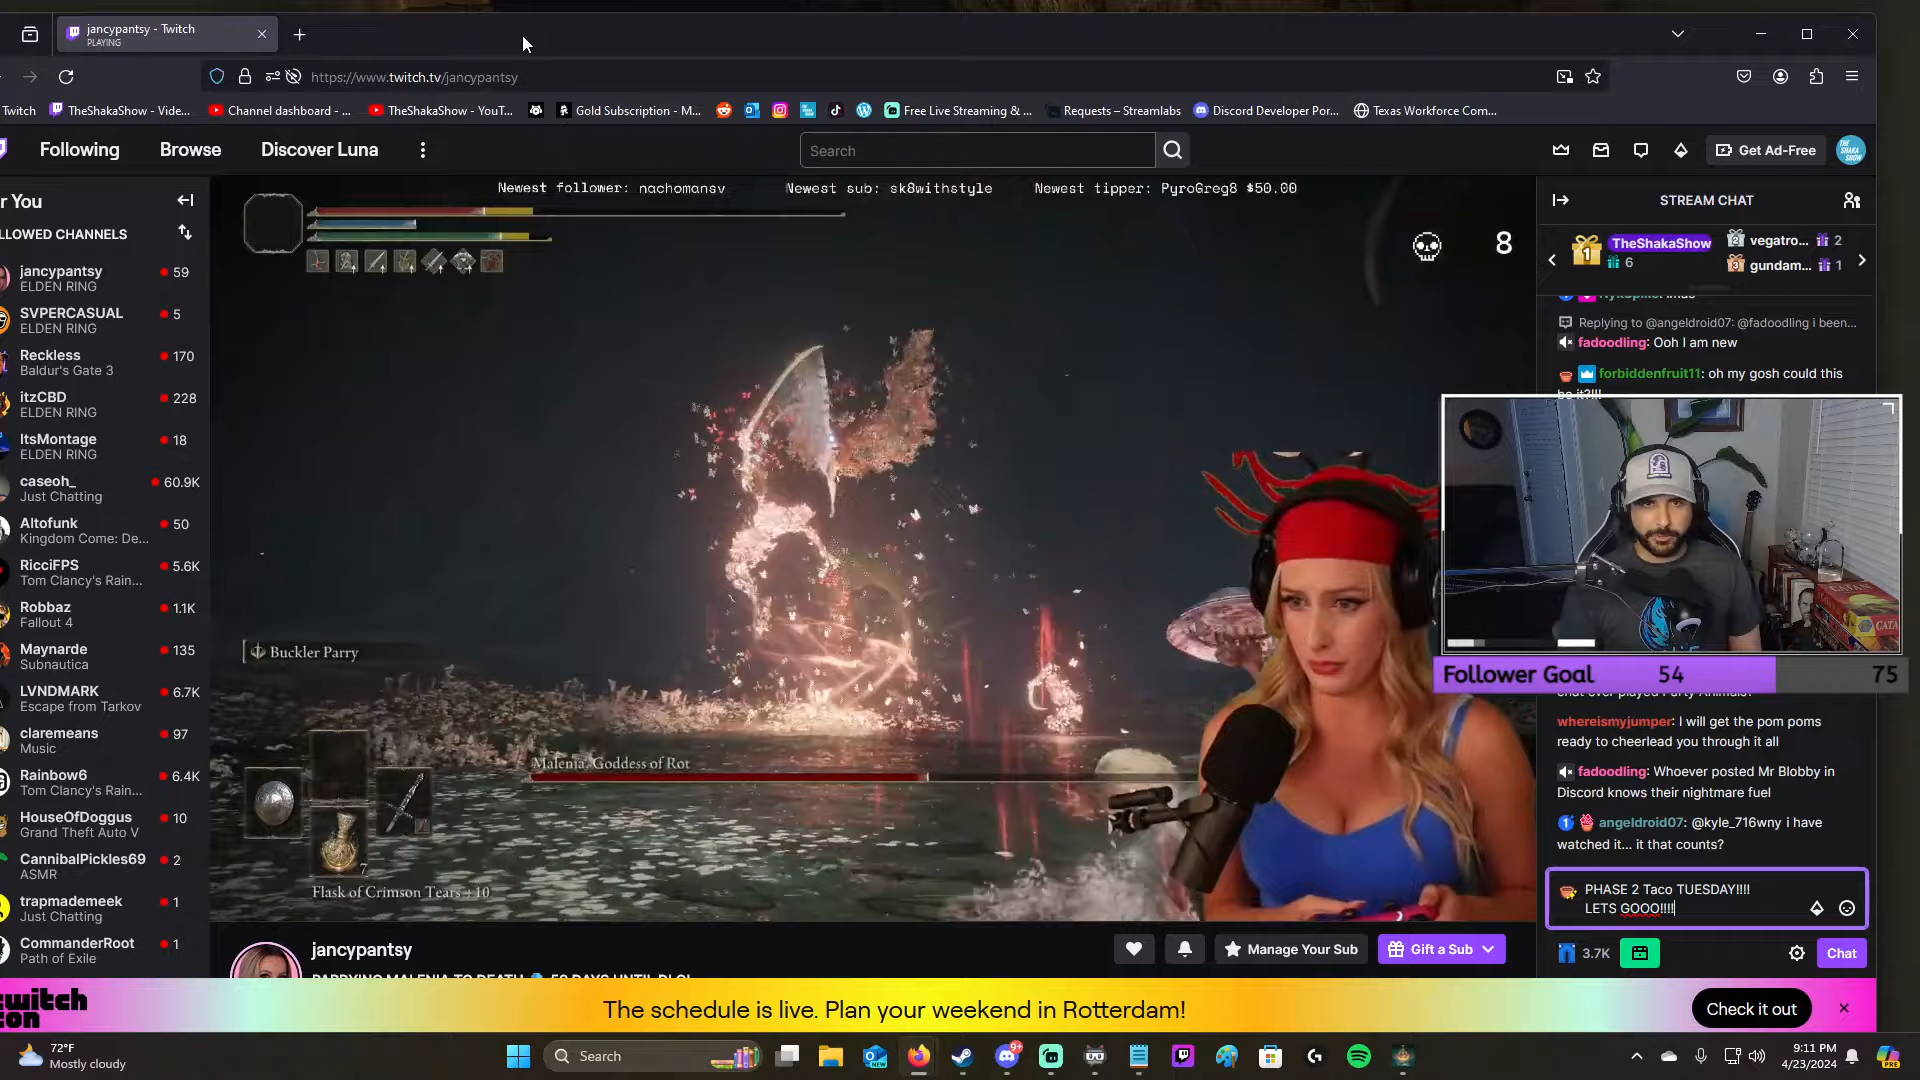 jancypantsy - Twitch
PLAYING
https://www.twitch.tv/jancypantsy
Twitch
TheShakaShow - Vide...
Channel dashboard - ...
TheShakaShow - YouT...
Gold Subscription - M...
Free Live Streaming & ...
Requests – Streamlabs
Discord Developer Por...
Texas Workforce Com...
Following
Browse
Discover Luna
Search
Get Ad-Free
r You
LLOWED CHANNELS
jancypantsy
59
ELDEN RING
SVPERCASUAL
5
ELDEN RING
Reckless
170
Baldur's Gate 3
itzCBD
228
ELDEN RING
ItsMontage
18
ELDEN RING
caseoh_
60.9K
Just Chatting
Altofunk
50
Kingdom Come: De...
RicciFPS
5.6K
Tom Clancy's Rain...
Robbaz
1.1K
Fallout 4
Maynarde
135
Subnautica
LVNDMARK
6.7K
Escape from Tarkov
claremeans
97
Music
Rainbow6
6.4K
Tom Clancy's Rain...
HouseOfDoggus
10
Grand Theft Auto V
CannibalPickles69
2
ASMR
trapmademeek
1
Just Chatting
CommanderRoot
1
Path of Exile
Newest follower: nachomansv
Newest sub: sk8withstyle
Newest tipper: PyroGreg8 $50.00
8
Buckler Parry
Malenia, Goddess of Rot
7
Flask of Crimson Tears +10
STREAM CHAT
1
TheShakaShow
6
2
vegatro...
2
3
gundam...
1
Replying to @angeldroid07: @fadoodling i been...
fadoodling: Ooh I am new
forbiddenfruit11: oh my gosh could this
be it?!!!
CATA
Follower Goal
54
75
whereismyjumper: I will get the pom poms
ready to cheerlead you through it all
fadoodling: Whoever posted Mr Blobby in
Discord knows their nightmare fuel
angeldroid07: @kyle_716wny i have
watched it... it that counts?
PHASE 2 Taco TUESDAY!!!!
LETS GOOO!!!!
3.7K
Chat
jancypantsy
Manage Your Sub
Gift a Sub
twitch
con
The schedule is live. Plan your weekend in Rotterdam!
Check it out
72°F
Mostly cloudy
Search
9+
9:11 PM
4/23/2024
PRE